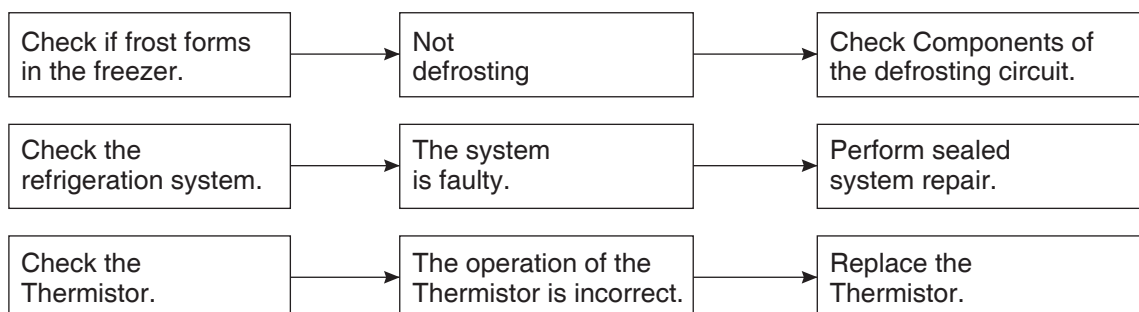 Check if frost forms
in the freezer.
Not
defrosting
Check Components of
the defrosting circuit.
Check the
refrigeration system.
The system
is faulty.
Perform sealed
system repair.
Check the
Thermistor.
The operation of the
Thermistor is incorrect.
Replace the
Thermistor.